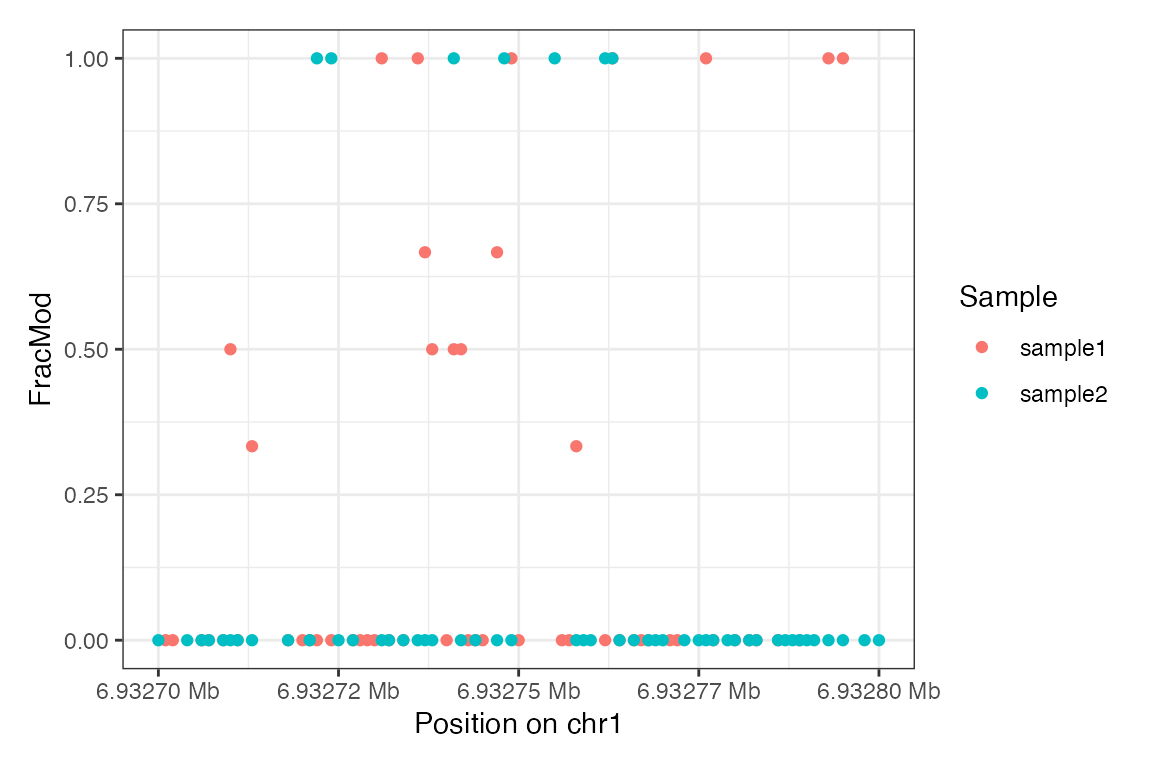 1.00
0.75
0.50
0.25
0.00
FracMod
6.93270 Mb
6.93272 Mb
6.93275 Mb
6.93277 Mb
6.93280 Mb
Position on chr1
Sample
sample1
sample2